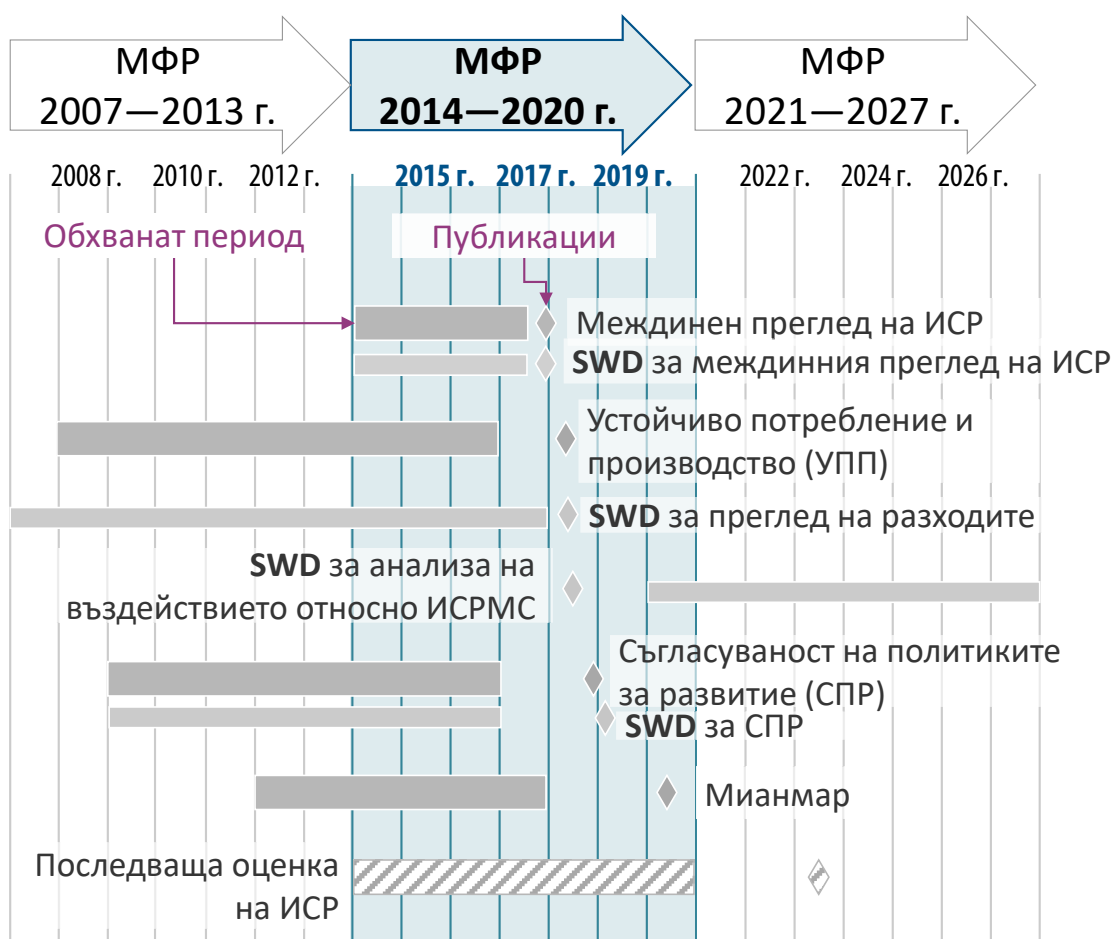 МФР
2007—2013 г.
МФР
2014—2020 г.
МФР
2021—2027 г.
2008 г. 2010 г. 2012 г. 2015 г. 2017 г. 2019 г. 2022 г. 2024 г. 2026 г.
Обхванат период
Публикации
Междинен преглед на ИСР
SWD за междинния преглед на ИСР
Устойчиво потребление и
производство (УПП)
SWD за преглед на разходите
SWD за анализа на
въздействието относно ИСРМС
Съгласуваност на политиките
за развитие (СПР)
SWD за СПР
Мианмар
Последваща оценка
на ИСР